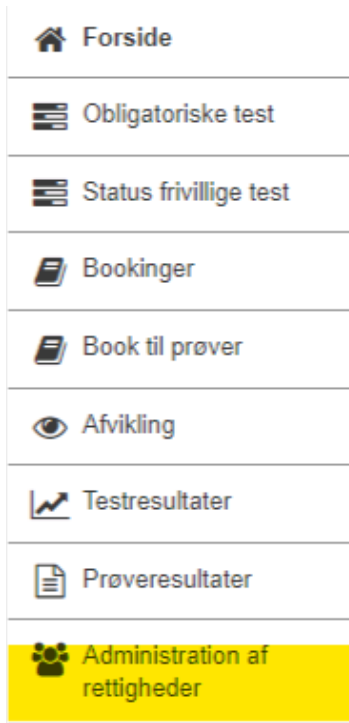 Forside
Obligatoriske test
Status frivillige test
Bookinger
Book til prøver
Afvikling
Testresultater
Prøveresultater
Administration af
rettigheder